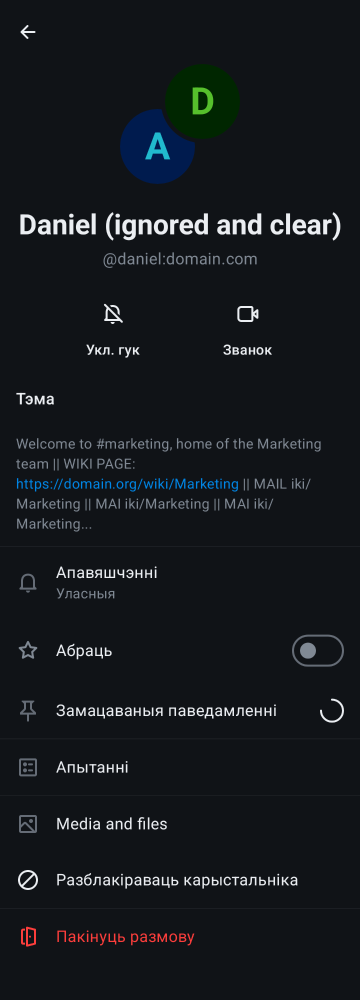 D
A
Daniel (ignored and clear)
@daniel:domain.com
Укл. гук
Званок
Тэма
Welcome to #marketing, home of the Marketing
team || WIKI PAGE:
https://domain.org/wiki/Marketing || MAIL iki/
Marketing || MAI iki/Marketing || MAI iki/
Marketing...
Апавяшчэнні
Уласныя
Абраць
Замацаваныя паведамленні
Апытанні
Media and files
Разблакіраваць карыстальніка
Пакінуць размову